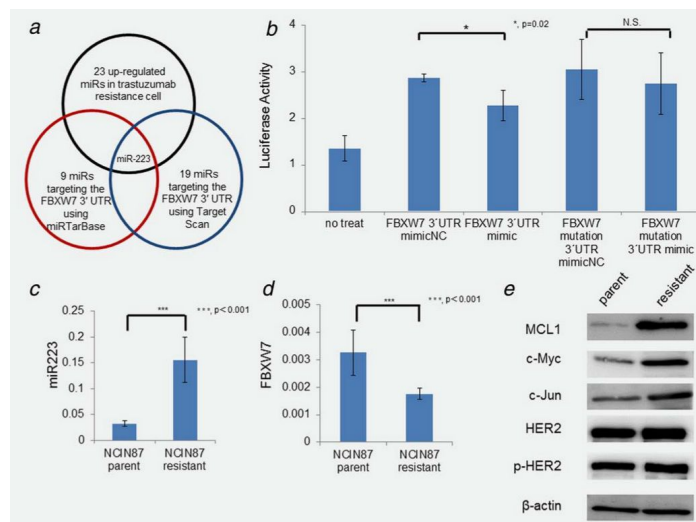 a
23 up-regulated
miRs in trastuzumab
resistance cell
miR-223
9 miRs
targeting the
FBXW7 3' UTR
using
miRTarBase
19 miRs
targeting the
FBXW7 3' UTR
using Target
Scan
b
*
*, p=0.02
N.S.
Luciferase Activity
4
3
2
1
0
no treat
FBXW7 3´UTR
mimicNC
FBXW7 3´UTR
mimic
FBXW7
mutation
3´UTR
mimicNC
FBXW7
mutation
3´UTR mimic
c
***
***, p<0.001
miR223
0.25
0.2
0.15
0.1
0.05
0
NCIN87
parent
NCIN87
resistant
d
***
***, p<0.001
FBXW7
0.005
0.004
0.003
0.002
0.001
0
NCIN87
parent
NCIN87
resistant
e
parent
resistant
MCL1
c-Myc
c-Jun
HER2
p-HER2
β-actin